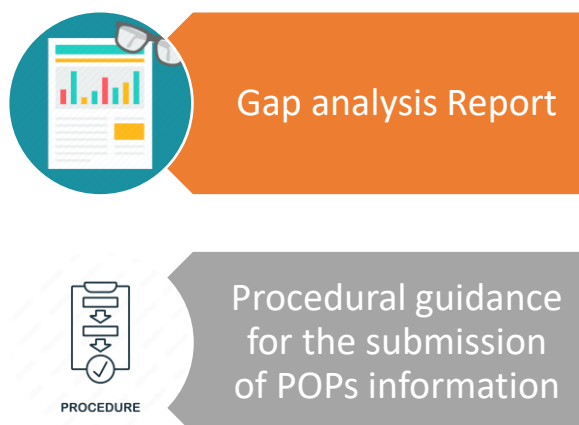 Gap analysis Report
Procedural guidance
for the submission
of POPs information
PROCEDURE